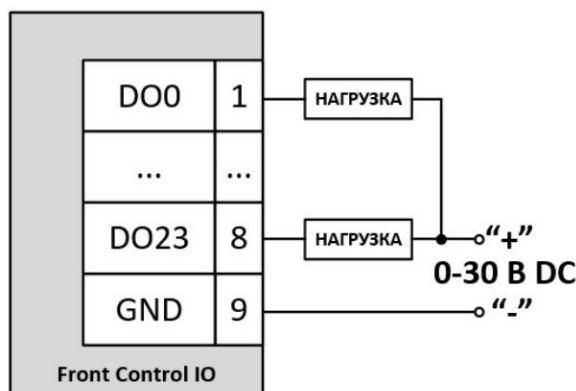 DO0 1 НАГРУЗКА
... ...
DO23 8 НАГРУЗКА “+”
0-30 В DC
GND 9 “-”
Front Control IO